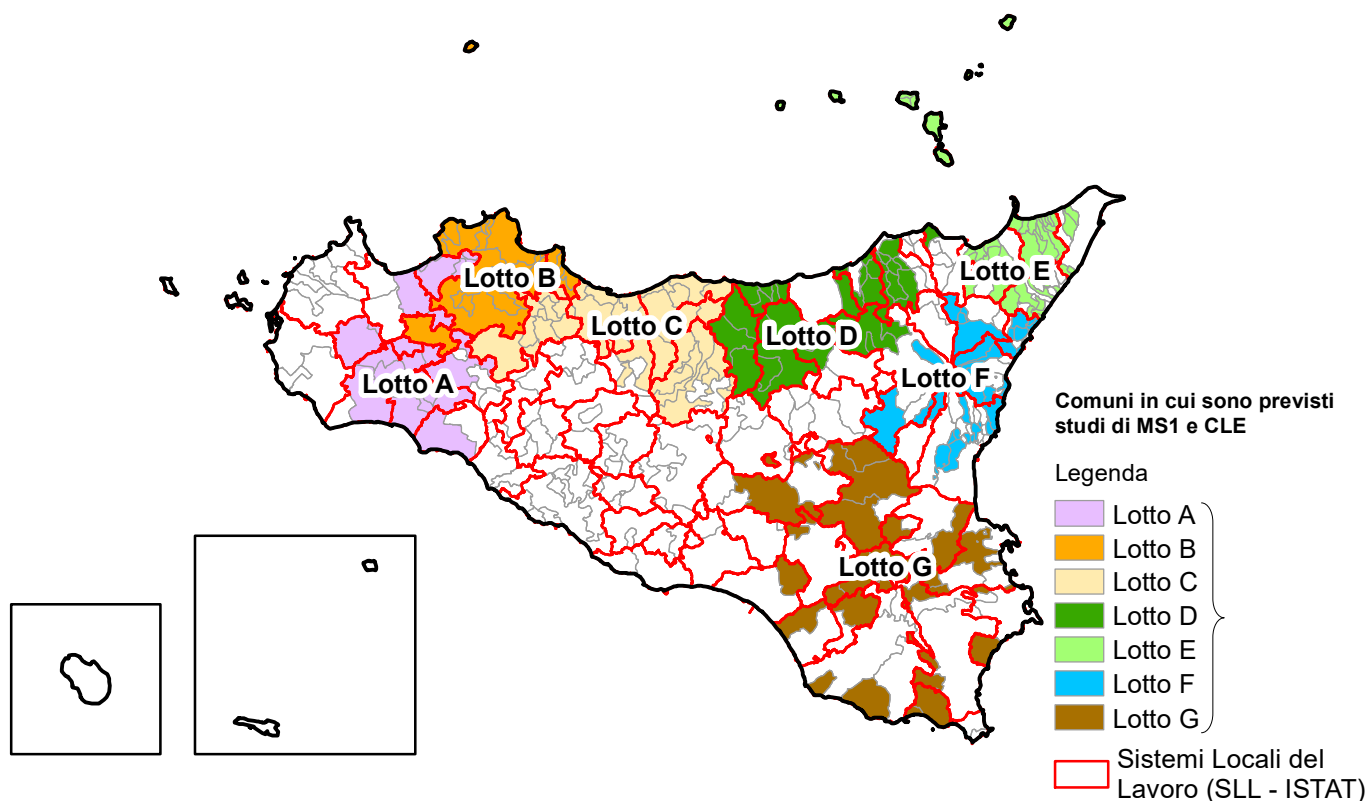 Lotto B
Lotto E
Lotto C
Lotto D
Lotto A
Lotto F
Lotto G
Comuni in cui sono previsti
studi di MS1 e CLE
Legenda
Lotto A
Lotto B
Lotto C
Lotto D
Lotto E
Lotto F
Lotto G
Sistemi Locali del
Lavoro (SLL - ISTAT)